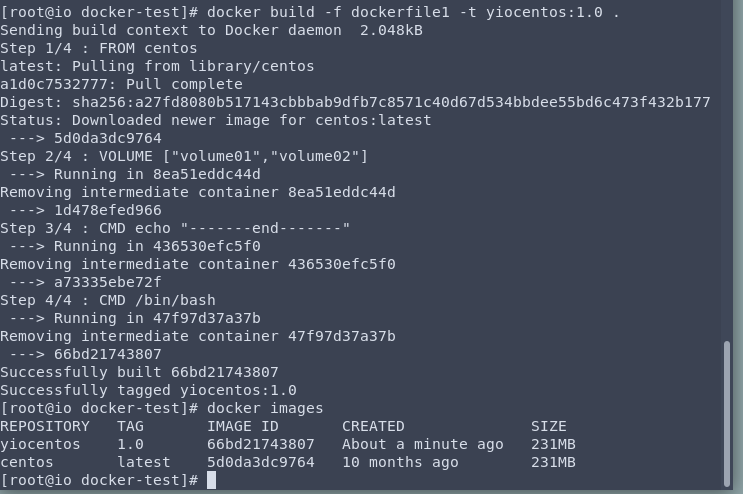 [root@io docker-test]# docker build -f dockerfile1 -t yiocentos:1.0 .
Sending build context to Docker daemon  2.048kB
Step 1/4 : FROM centos
latest: Pulling from library/centos
a1d0c7532777: Pull complete
Digest: sha256:a27fd8080b517143cbbbab9dfb7c8571c40d67d534bbdee55bd6c473f432b177
Status: Downloaded newer image for centos:latest
 ---> 5d0da3dc9764
Step 2/4 : VOLUME ["volume01","volume02"]
 ---> Running in 8ea51eddc44d
Removing intermediate container 8ea51eddc44d
 ---> 1d478efed966
Step 3/4 : CMD echo "-------end-------"
 ---> Running in 436530efc5f0
Removing intermediate container 436530efc5f0
 ---> a73335ebe72f
Step 4/4 : CMD /bin/bash
 ---> Running in 47f97d37a37b
Removing intermediate container 47f97d37a37b
 ---> 66bd21743807
Successfully built 66bd21743807
Successfully tagged yiocentos:1.0
[root@io docker-test]# docker images
REPOSITORY   TAG       IMAGE ID       CREATED              SIZE
yiocentos    1.0       66bd21743807   About a minute ago   231MB
centos       latest    5d0da3dc9764   10 months ago        231MB
[root@io docker-test]#